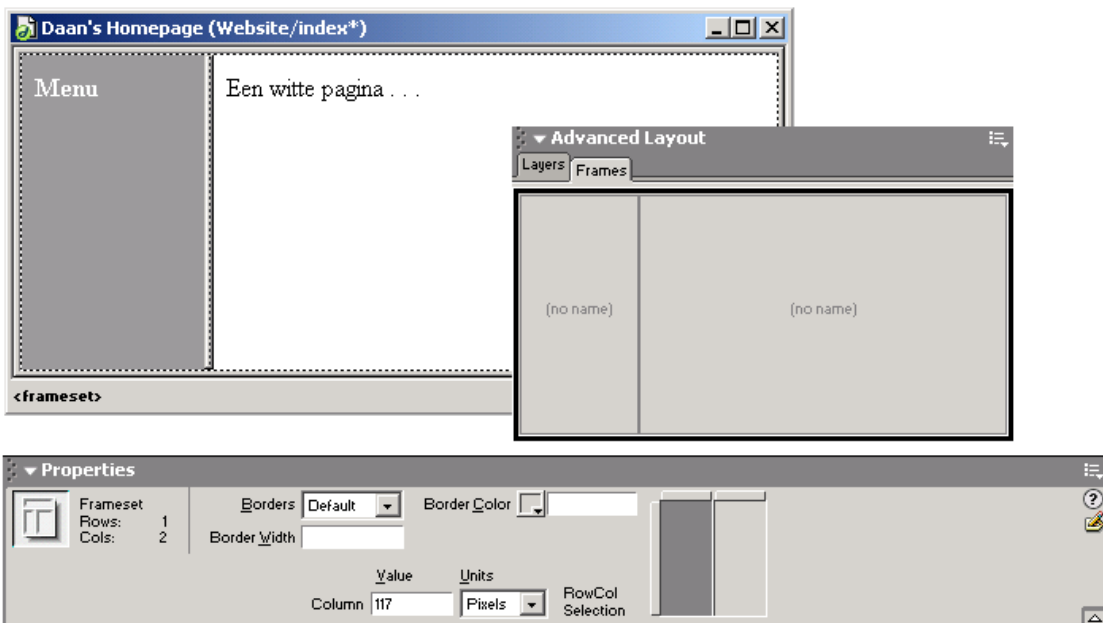 Daan's Homepage (Website/index*)
Menu
Een witte pagina . . .
Advanced Layout
Layers Frames
(no name) (no name)
<frameset>
Properties
Frameset
Rows: 1
Cols: 2
Borders Default
Border Color
Border Width
Value Units
Column 117 Pixels
RowCol
Selection